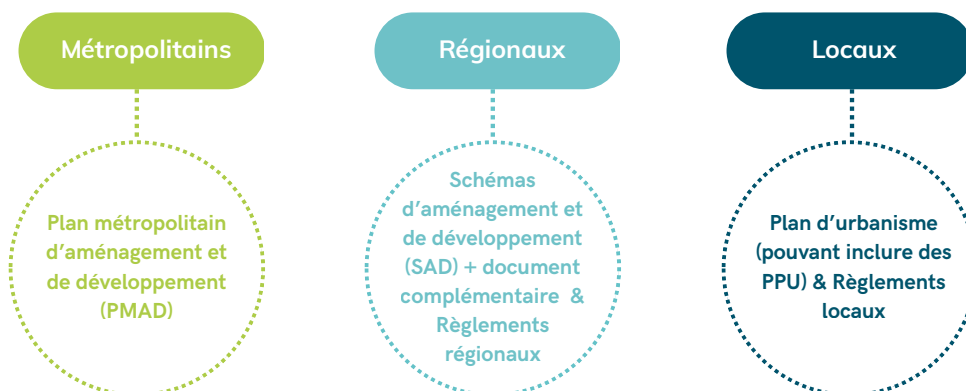 Métropolitains
Plan métropolitain
d'aménagement et
de développement
(PMAD)
Régionaux
Schémas
d'aménagement et
de développement
(SAD) + document
complémentaire &
Règlements
régionaux
Locaux
Plan d'urbanisme
(pouvant inclure des
PPU) & Règlements
locaux